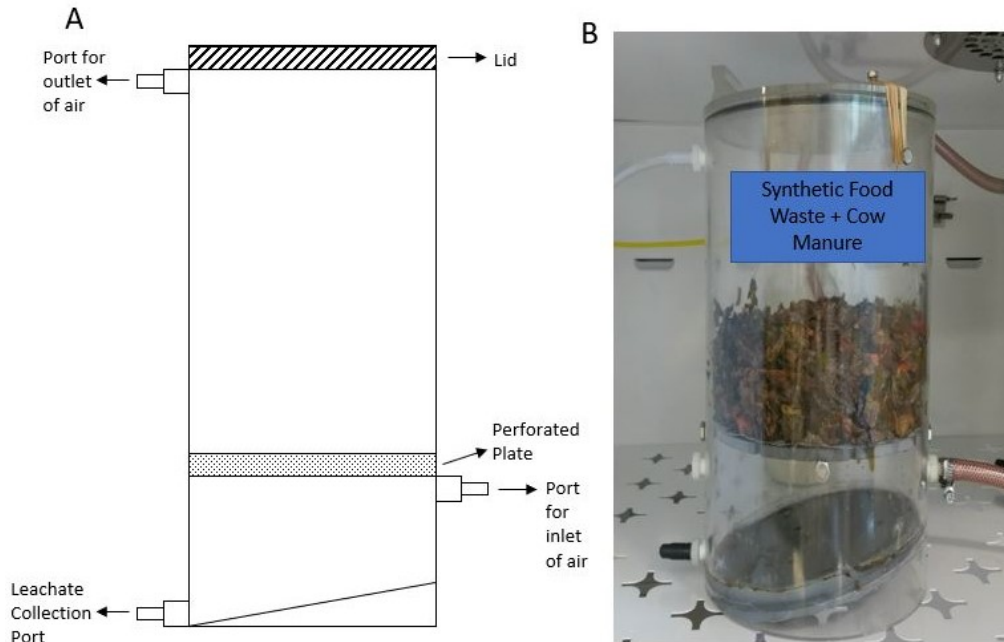 A
Port for
outlet
of air
Lid
Perforated
Plate
Port
for
inlet
of air
Leachate
Collection
Port
B
Synthetic Food
Waste + Cow
Manure